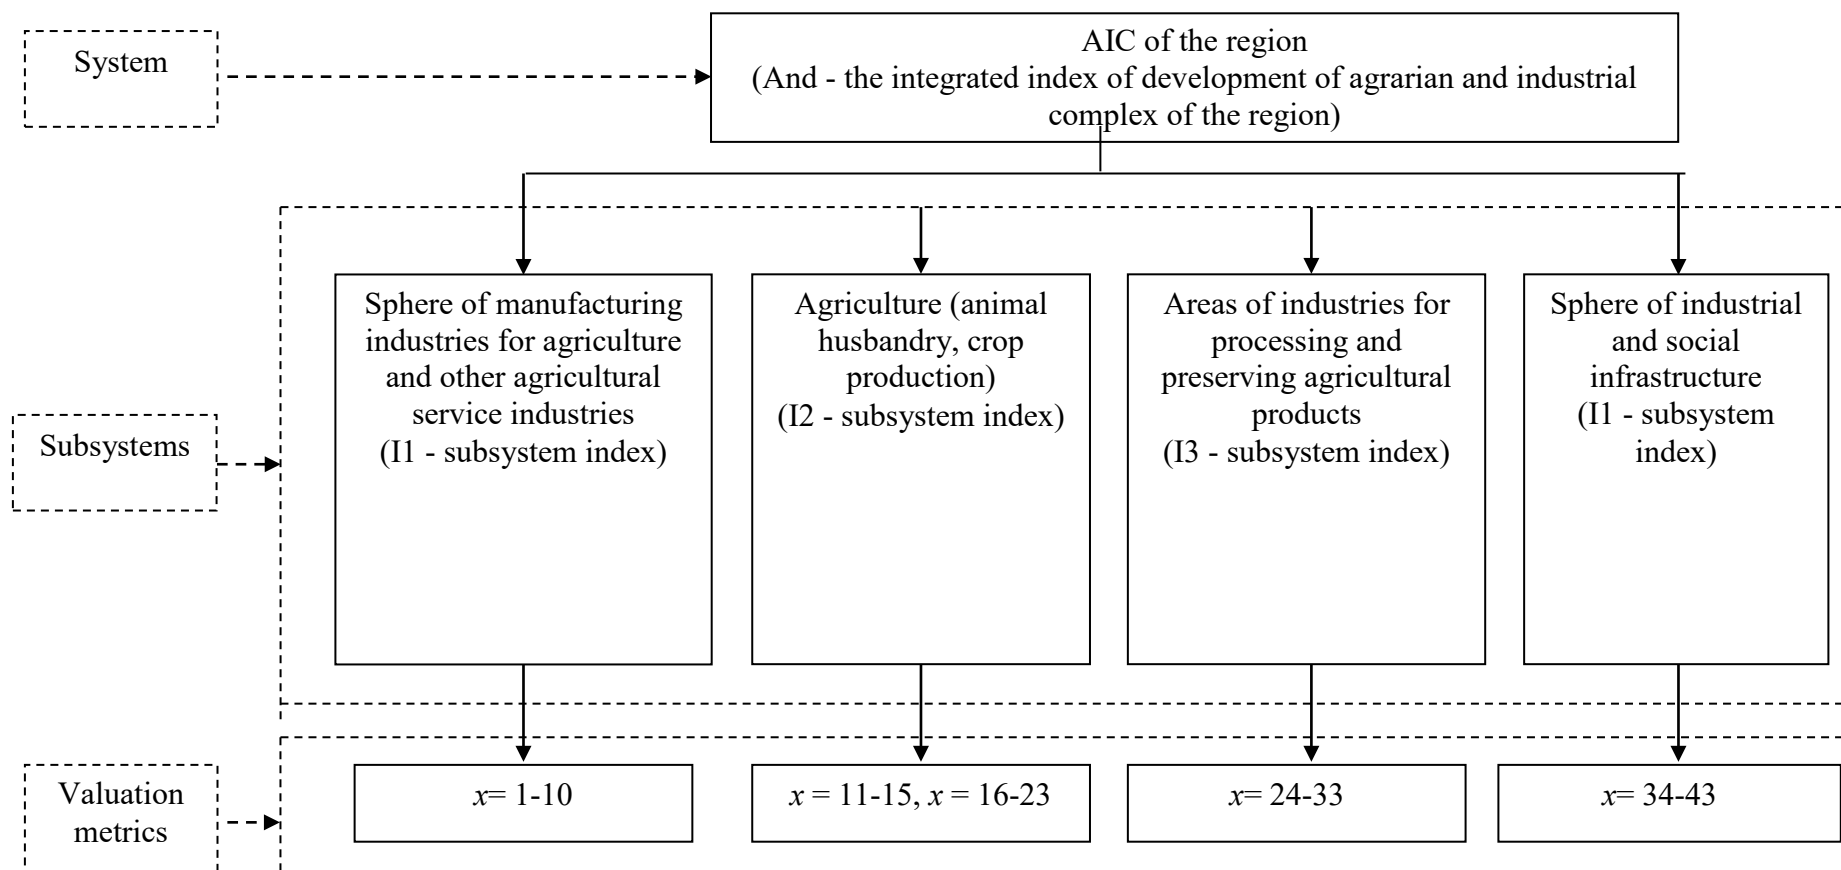 System
AIC of the region
(And - the integrated index of development of agrarian and industrial
complex of the region)
Subsystems
Sphere of manufacturing
industries for agriculture
and other agricultural
service industries
(I1 - subsystem index)
Agriculture (animal
husbandry, crop
production)
(I2 - subsystem index)
Areas of industries for
processing and
preserving agricultural
products
(I3 - subsystem index)
Sphere of industrial
and social
infrastructure
(I1 - subsystem
index)
Valuation
metrics
x= 1-10
x = 11-15, x = 16-23
x= 24-33
x= 34-43